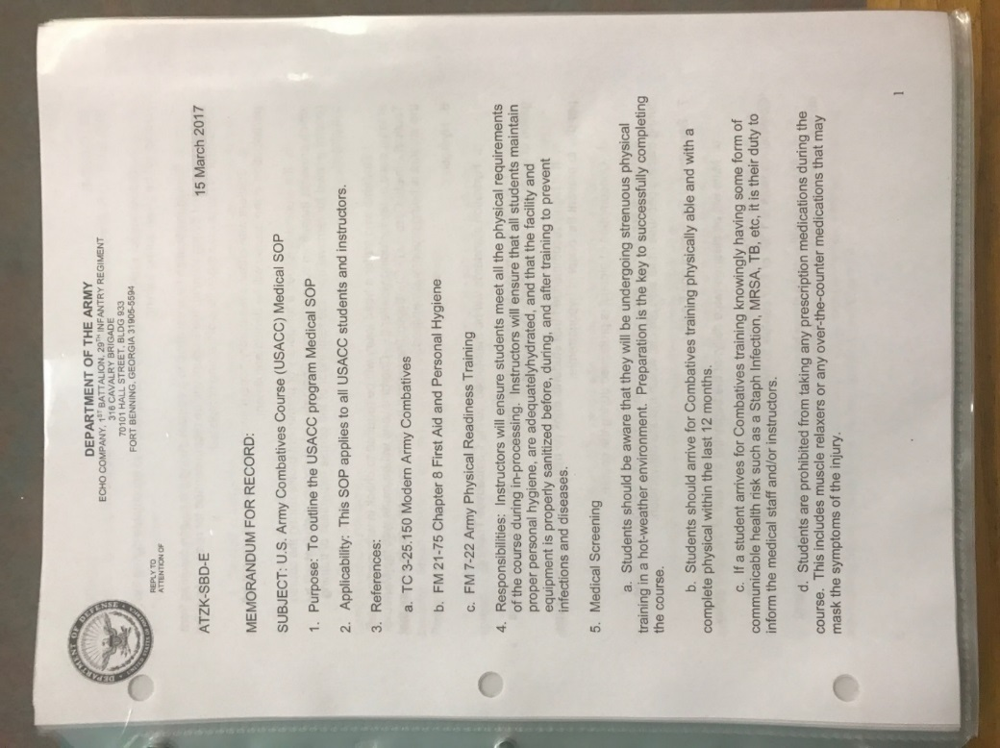 DEPARTMENT OF THE ARMY
ECHO COMPANY, 1ST BATTALION, 29TH INFANTRY REGIMENT
316 CAVALRY BRIGADE
70101 HALL STREET, BLDG 933
FORT BENNING, GEORGIA 31905-5594
REPLY TO
ATTENTION OF
ATZK-SBD-E 15 March 2017
MEMORANDUM FOR RECORD:
SUBJECT: U.S. Army Combatives Course (USACC) Medical SOP
1. Purpose: To outline the USACC program Medical SOP
2. Applicability: This SOP applies to all USACC students and instructors.
3. References:
a. TC 3-25.150 Modern Army Combatives
b. FM 21-75 Chapter 8 First Aid and Personal Hygiene
c. FM 7-22 Army Physical Readiness Training
4. Responsibilities: Instructors will ensure students meet all the physical requirements
of the course during in-processing. Instructors will ensure that all students maintain
proper personal hygiene, are adequatelyhydrated, and that the facility and
equipment is properly sanitized before, during, and after training to prevent
infections and diseases.
5. Medical Screening
a. Students should be aware that they will be undergoing strenuous physical
training in a hot-weather environment. Preparation is the key to successfully completing
the course.
b. Students should arrive for Combatives training physically able and with a
complete physical within the last 12 months.
c. If a student arrives for Combatives training knowingly having some form of
communicable health risk such as a Staph Infection, MRSA, TB, etc, it is their duty to
inform the medical staff and/or instructors.
d. Students are prohibited from taking any prescription medications during the
course. This includes muscle relaxers or any over-the-counter medications that may
mask the symptoms of the injury.
1